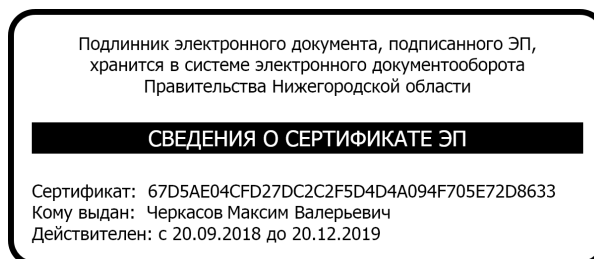 Подлинник электронного документа, подписанного ЭП,
хранится в системе электронного документооборота
Правительства Нижегородской области
СВЕДЕНИЯ О СЕРТИФИКАТЕ ЭП
Сертификат: 67D5AE04CFD27DC2C2F5D4D4A094F705E72D8633
Кому выдан: Черкасов Максим Валерьевич
Действителен: с 20.09.2018 до 20.12.2019